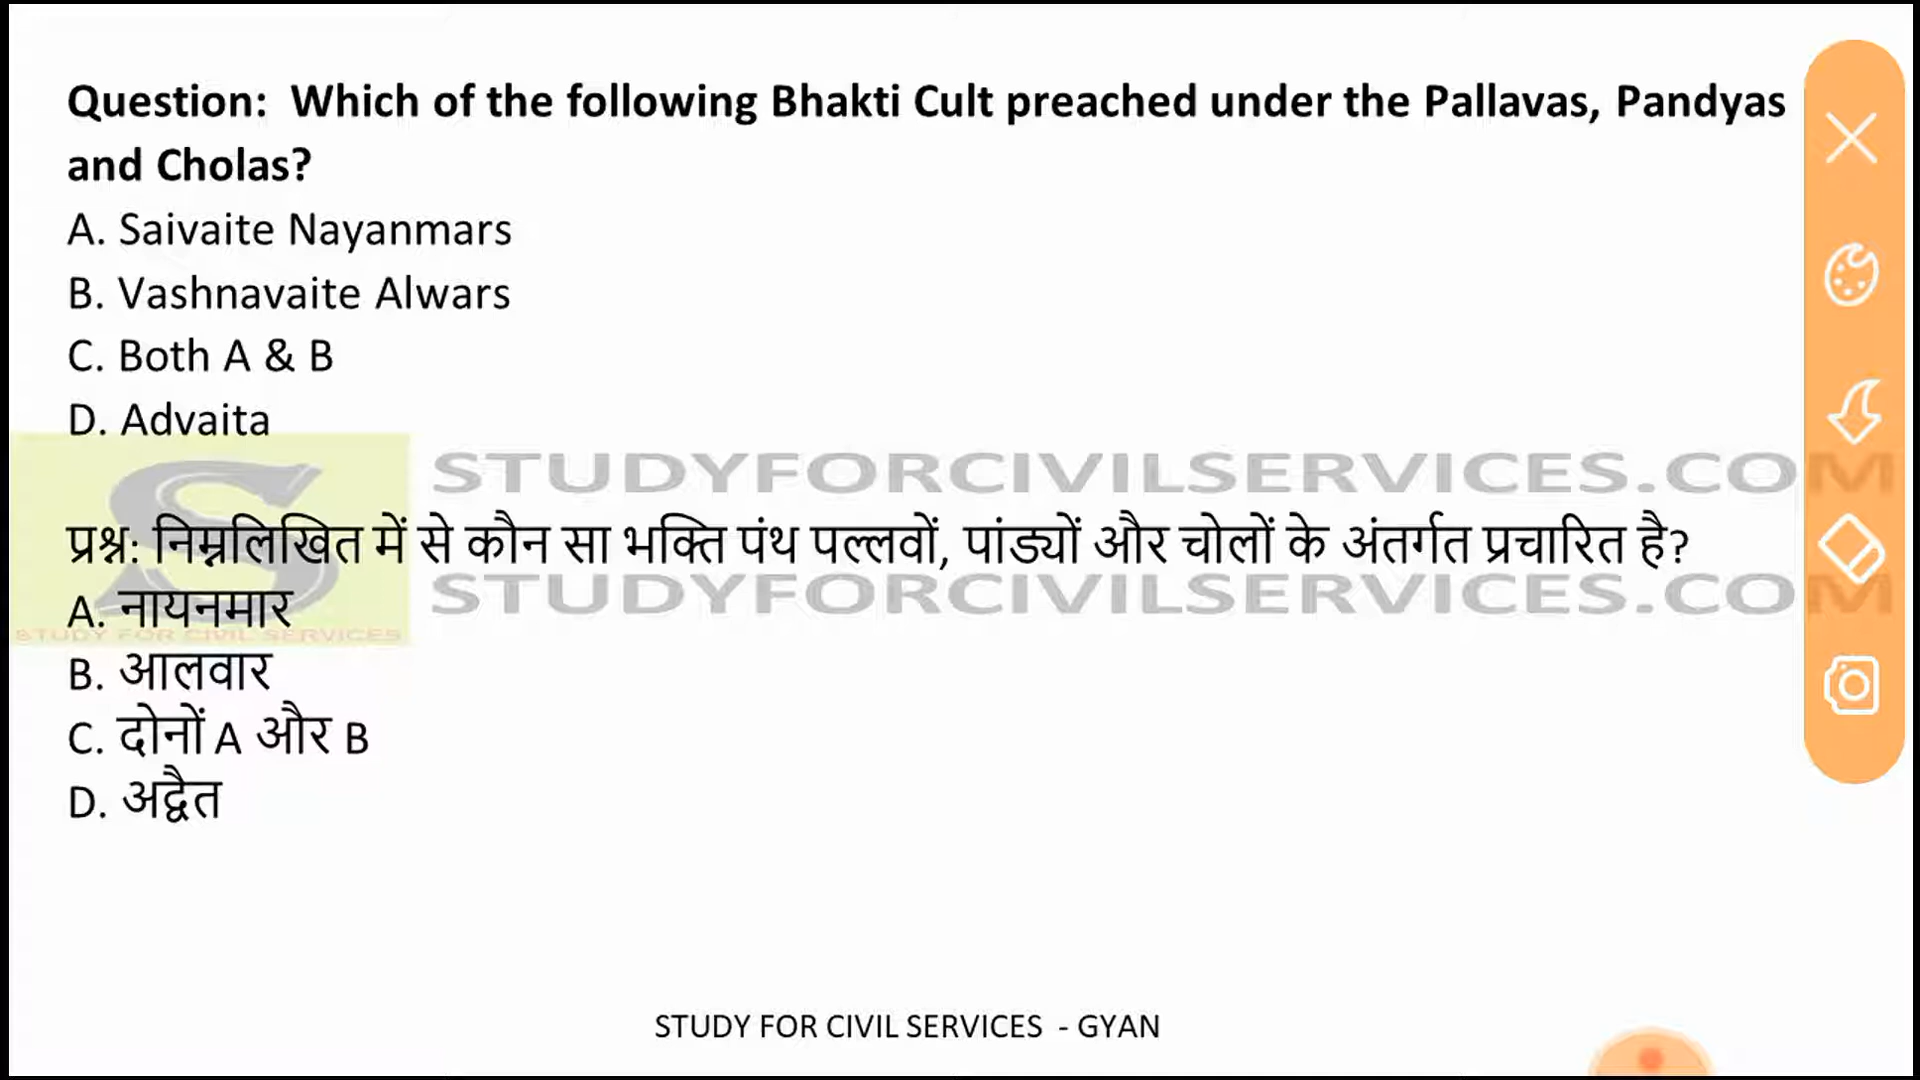 Question: Which of the following Bhakti Cult preached under the Pallavas, Pandyas
and Cholas?
A. Saivaite Nayanmars
B. Vashnavaite Alwars
C. Both A & B
D. Advaita
STUDYFORCIVILSERVICES.COM
प्रश्न: निम्नलिखित में से कौन सा भक्ति पंथ पल्लवों, पांड्यों और चोलों के अंतर्गत प्रचारित है?
STUDYFORCIVILSERVICES.COM
A. नायनमार
STUDY FOR CIVIL SERVICES
B. आलवार
C. दोनों A और B
D. अद्वैत
STUDY FOR CIVIL SERVICES - GYAN